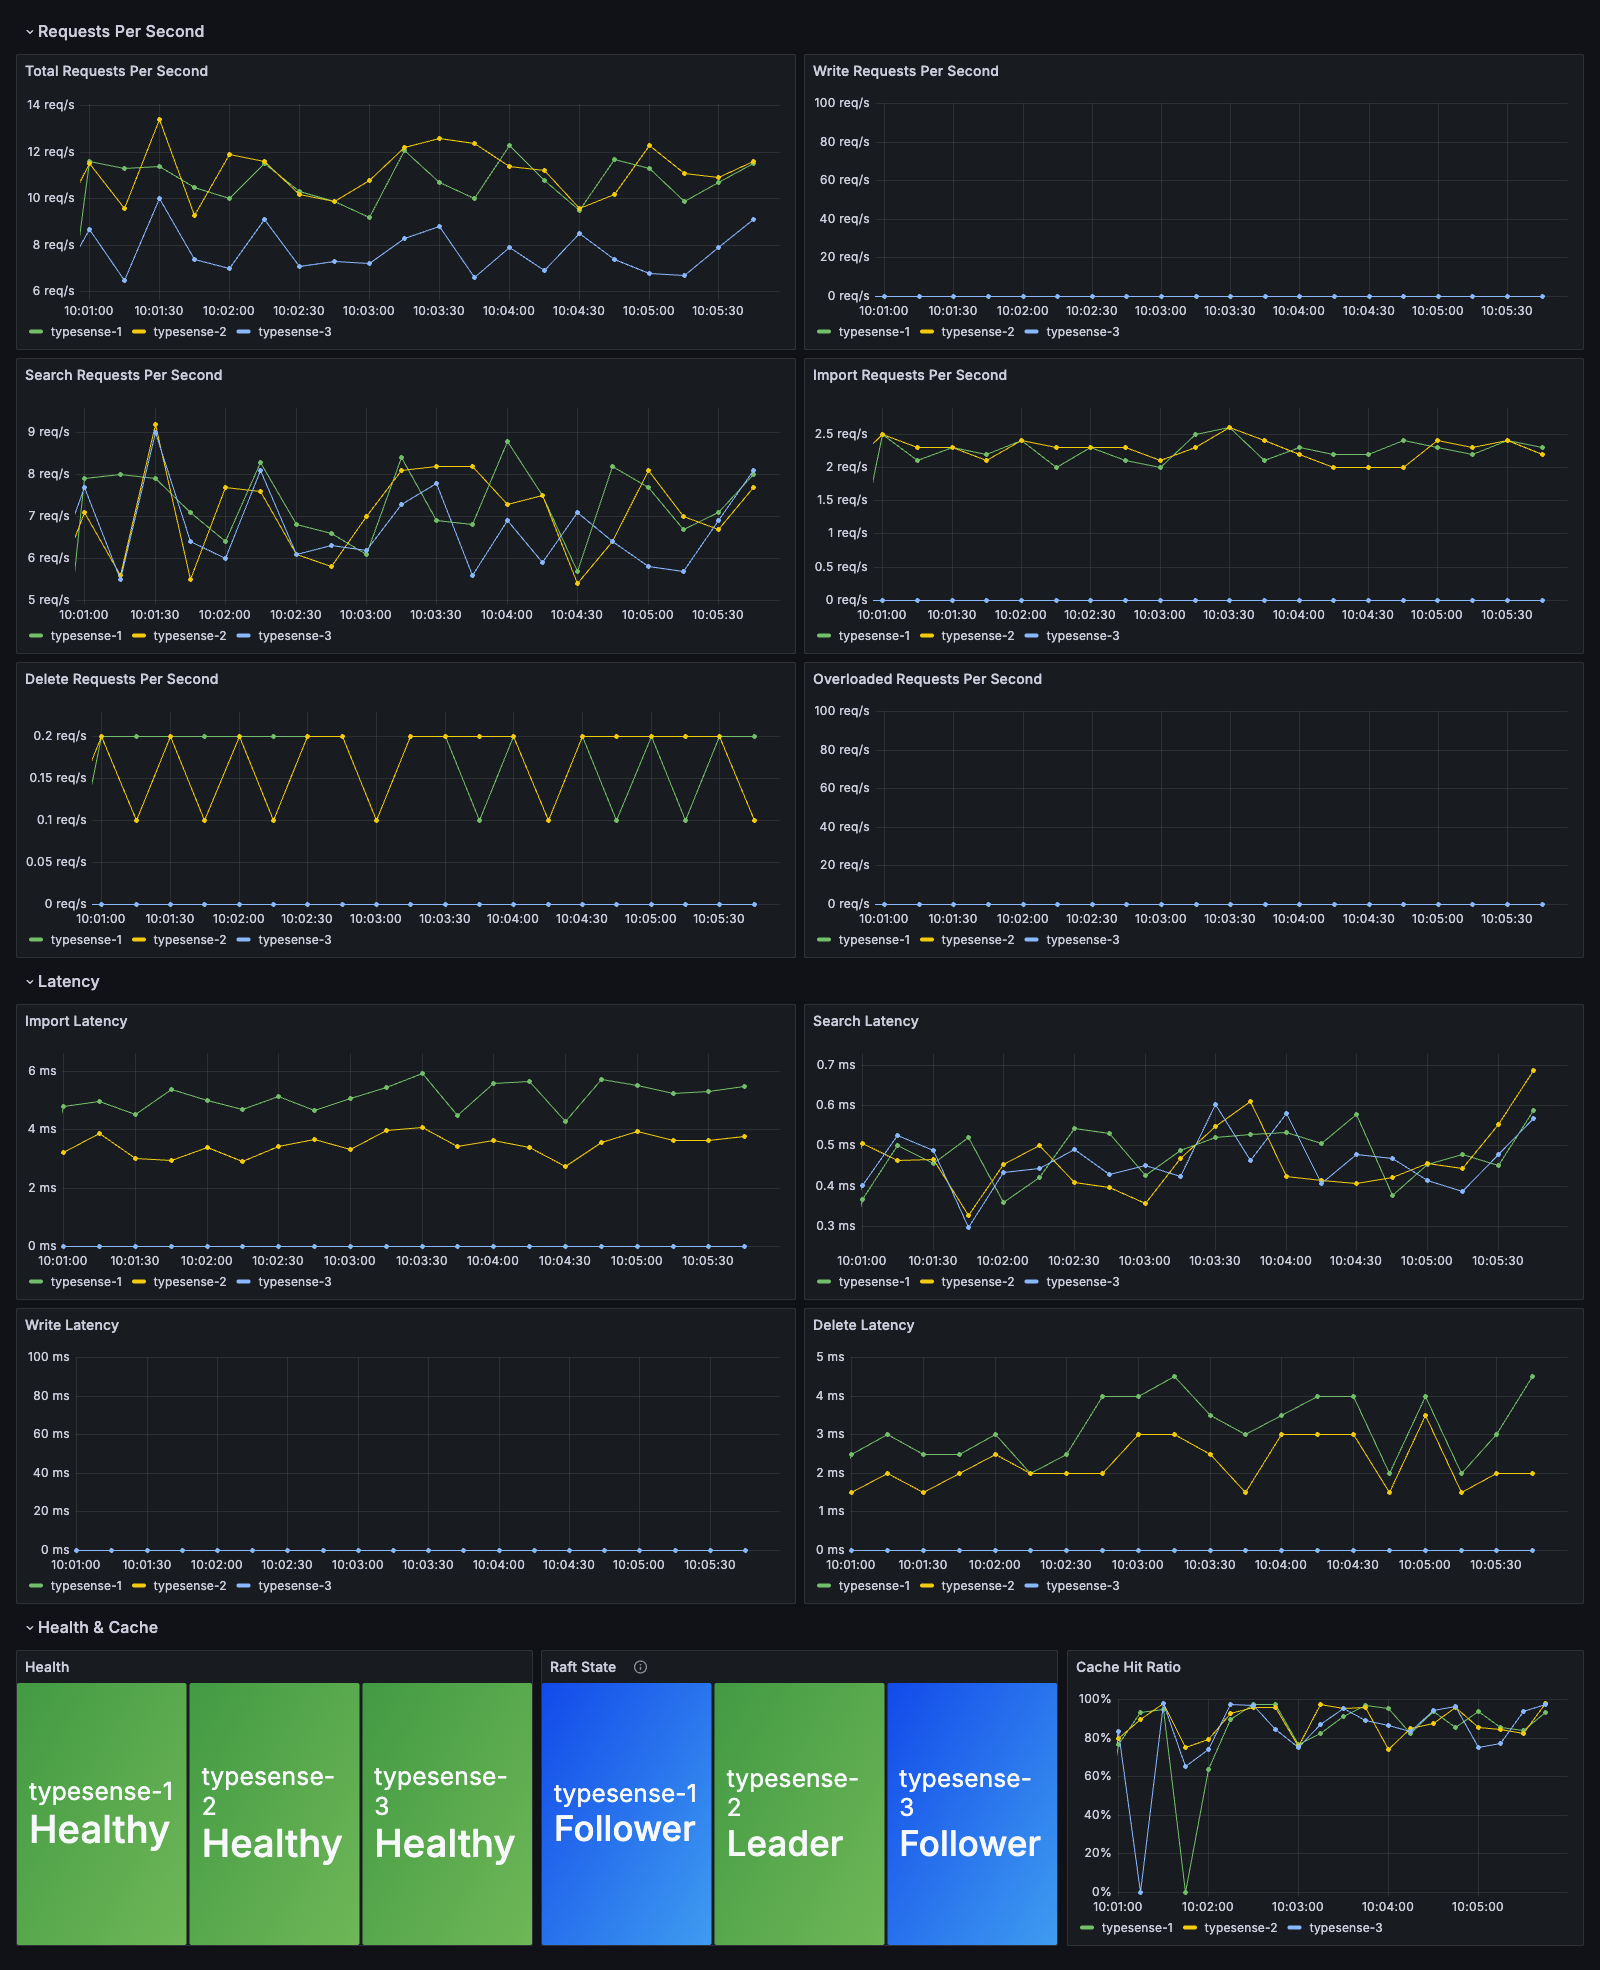 Requests Per Second
Total Requests Per Second
14 req/s
12 req/s
10 req/s
8 req/s
6 req/s
10:01:00 10:01:30 10:02:00 10:02:30 10:03:00 10:03:30 10:04:00 10:04:30 10:05:00 10:05:30
typesense-1 typesense-2 typesense-3
Write Requests Per Second
100 req/s
80 req/s
60 req/s
40 req/s
20 req/s
0 req/s
10:01:00 10:01:30 10:02:00 10:02:30 10:03:00 10:03:30 10:04:00 10:04:30 10:05:00 10:05:30
typesense-1 typesense-2 typesense-3
Search Requests Per Second
9 req/s
8 req/s
7 req/s
6 req/s
5 req/s
10:01:00 10:01:30 10:02:00 10:02:30 10:03:00 10:03:30 10:04:00 10:04:30 10:05:00 10:05:30
typesense-1 typesense-2 typesense-3
Import Requests Per Second
2.5 req/s
2 req/s
1.5 req/s
1 req/s
0.5 req/s
0 req/s
10:01:00 10:01:30 10:02:00 10:02:30 10:03:00 10:03:30 10:04:00 10:04:30 10:05:00 10:05:30
typesense-1 typesense-2 typesense-3
Delete Requests Per Second
0.2 req/s
0.15 req/s
0.1 req/s
0.05 req/s
0 req/s
10:01:00 10:01:30 10:02:00 10:02:30 10:03:00 10:03:30 10:04:00 10:04:30 10:05:00 10:05:30
typesense-1 typesense-2 typesense-3
Overloaded Requests Per Second
100 req/s
80 req/s
60 req/s
40 req/s
20 req/s
0 req/s
10:01:00 10:01:30 10:02:00 10:02:30 10:03:00 10:03:30 10:04:00 10:04:30 10:05:00 10:05:30
typesense-1 typesense-2 typesense-3
Latency
Import Latency
6 ms
4 ms
2 ms
0 ms
10:01:00 10:01:30 10:02:00 10:02:30 10:03:00 10:03:30 10:04:00 10:04:30 10:05:00 10:05:30
typesense-1 typesense-2 typesense-3
Search Latency
0.7 ms
0.6 ms
0.5 ms
0.4 ms
0.3 ms
10:01:00 10:01:30 10:02:00 10:02:30 10:03:00 10:03:30 10:04:00 10:04:30 10:05:00 10:05:30
typesense-1 typesense-2 typesense-3
Write Latency
100 ms
80 ms
60 ms
40 ms
20 ms
0 ms
10:01:00 10:01:30 10:02:00 10:02:30 10:03:00 10:03:30 10:04:00 10:04:30 10:05:00 10:05:30
typesense-1 typesense-2 typesense-3
Delete Latency
5 ms
4 ms
3 ms
2 ms
1 ms
0 ms
10:01:00 10:01:30 10:02:00 10:02:30 10:03:00 10:03:30 10:04:00 10:04:30 10:05:00 10:05:30
typesense-1 typesense-2 typesense-3
Health & Cache
Health
typesense-1
Healthy
typesense-
2
Healthy
typesense-
3
Healthy
Raft State
typesense-1
Follower
typesense-
2
Leader
typesense-
3
Follower
Cache Hit Ratio
100%
80%
60%
40%
20%
0%
10:01:00 10:02:00 10:03:00 10:04:00 10:05:00
typesense-1 typesense-2 typesense-3